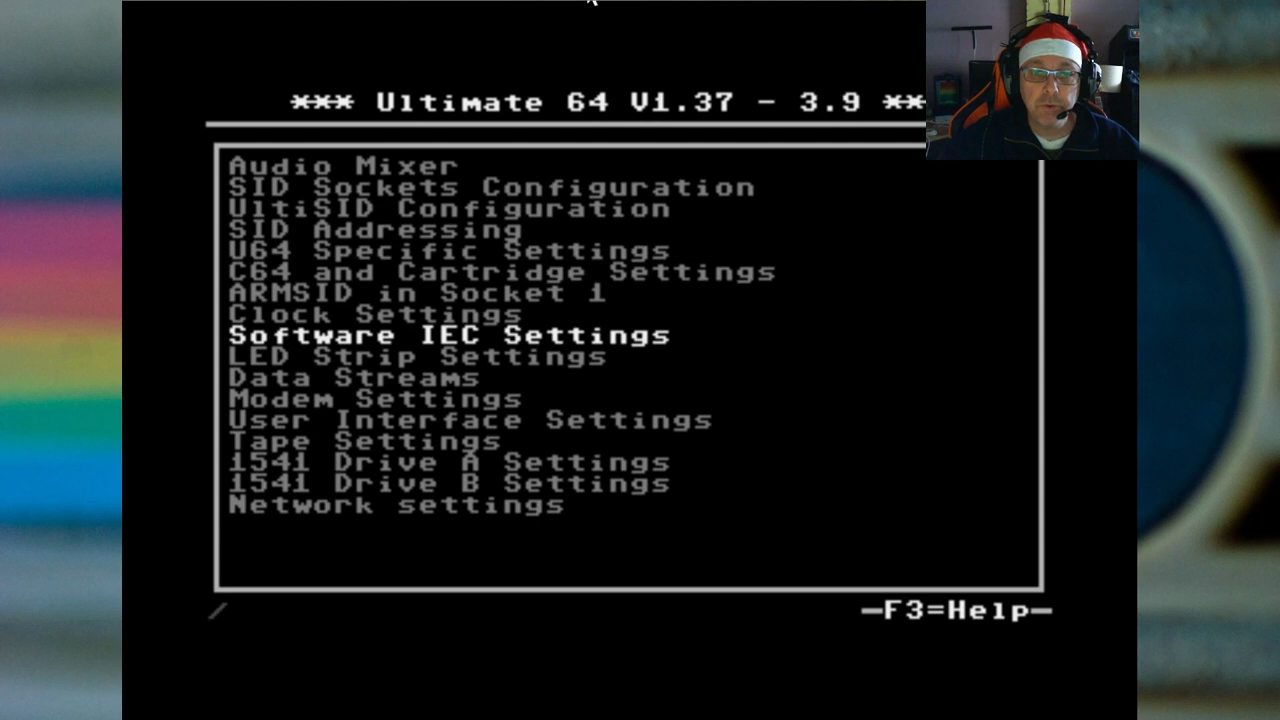 *** Ultimate 64 V1.37 - 3.9 **
Audio Mixer
SID Sockets Configuration
UltiSID Configuration
SID Addressing
U64 Specific Settings
C64 and Cartridge Settings
ARMSID in Socket 1
Clock Settings
Software IEC Settings
LED Strip Settings
Data Streams
Modem Settings
User Interface Settings
Tape Settings
1541 Drive A Settings
1541 Drive B Settings
Network settings
/
—F3=Help—